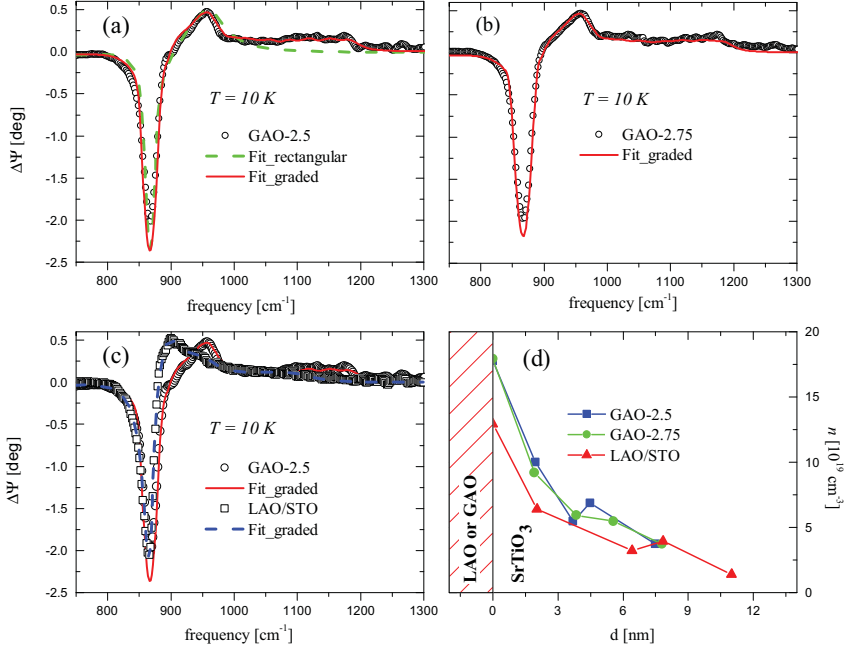 (a)
0.5
0.0
-0.5
-1.0
-1.5
-2.0
-2.5
ΔΨ [deg]
T = 10 K
GAO-2.5
Fit_rectangular
Fit_graded
800 900 1000 1100 1200 1300
frequency [cm⁻¹]
(b)
T = 10 K
GAO-2.75
Fit_graded
800 900 1000 1100 1200 1300
frequency [cm⁻¹]
(c)
0.5
0.0
-0.5
-1.0
-1.5
-2.0
-2.5
ΔΨ [deg]
T = 10 K
GAO-2.5
Fit_graded
LAO/STO
Fit_graded
800 900 1000 1100 1200 1300
frequency [cm⁻¹]
(d)
GAO-2.5
GAO-2.75
LAO/STO
LAO or GAO
SrTiO₃
20
15
10
5
0
n [10¹⁹ cm⁻³]
0 3 6 9 12
d [nm]